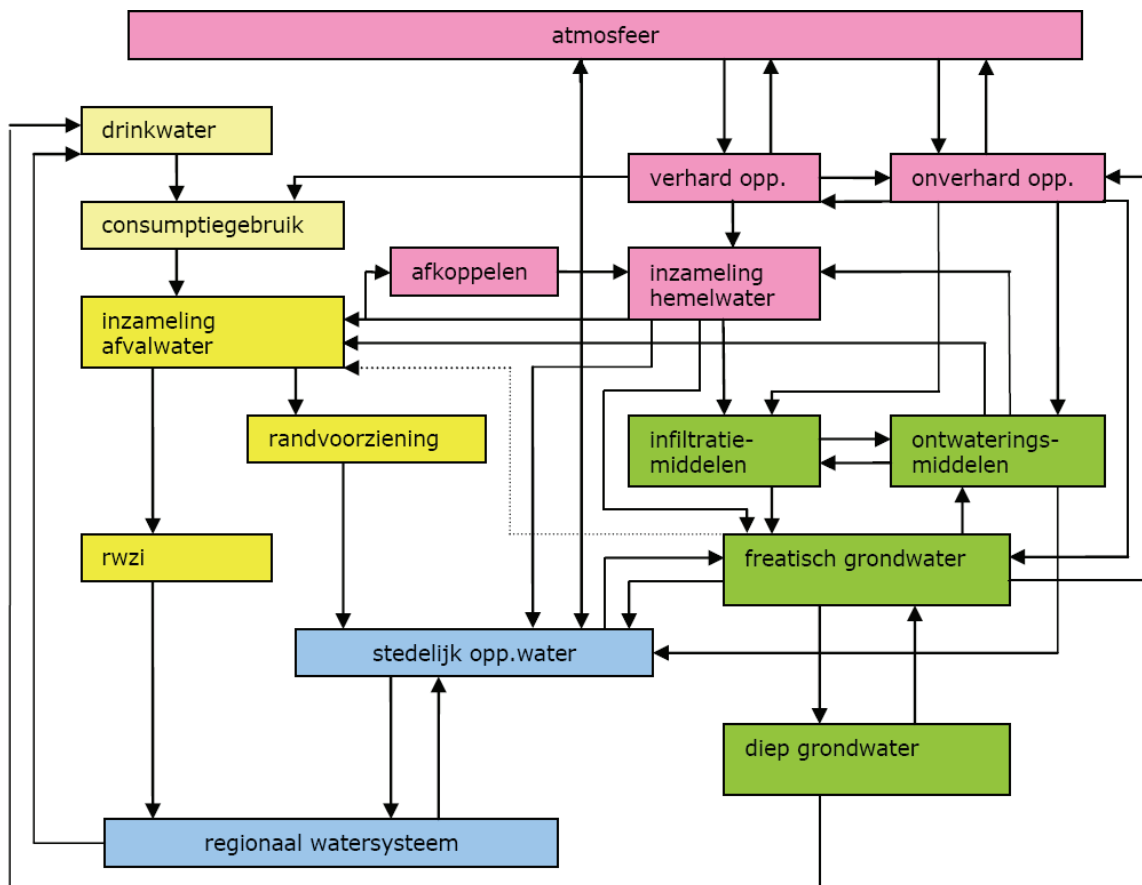 atmosfeer
drinkwater
verhard opp.
onverhard opp.
consumptiegebruik
afkoppelen
inzameling
hemelwater
inzameling
afvalwater
randvoorziening
infiltratie-
middelen
ontwaterings-
middelen
rwzi
freatisch grondwater
stedelijk opp.water
diep grondwater
regionaal watersysteem